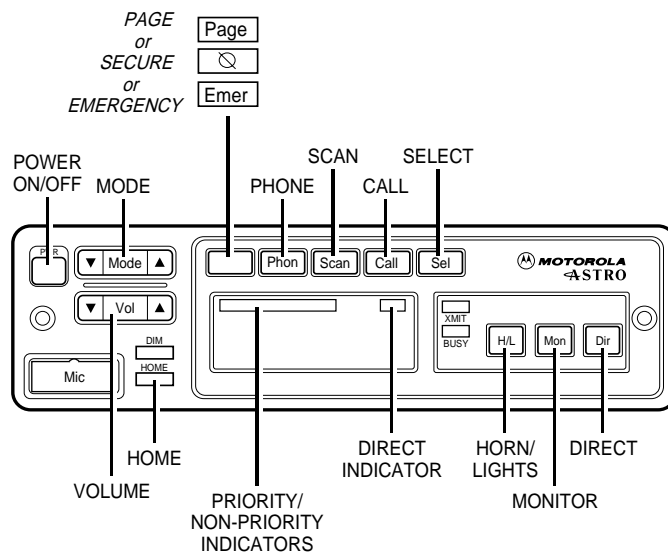 PAGE
or
SECURE
or
EMERGENCY
Page
Emer
POWER
ON/OFF
MODE
PHONE
SCAN
CALL
SELECT
PWR
▼ Mode ▲
Phon
Scan
Call
Sel
MOTOROLA
ASTRO
▼ Vol ▲
XMIT
BUSY
H/L
Mon
Dir
DIM
HOME
Mic
HOME
VOLUME
PRIORITY/
NON-PRIORITY
INDICATORS
DIRECT
INDICATOR
HORN/
LIGHTS
MONITOR
DIRECT